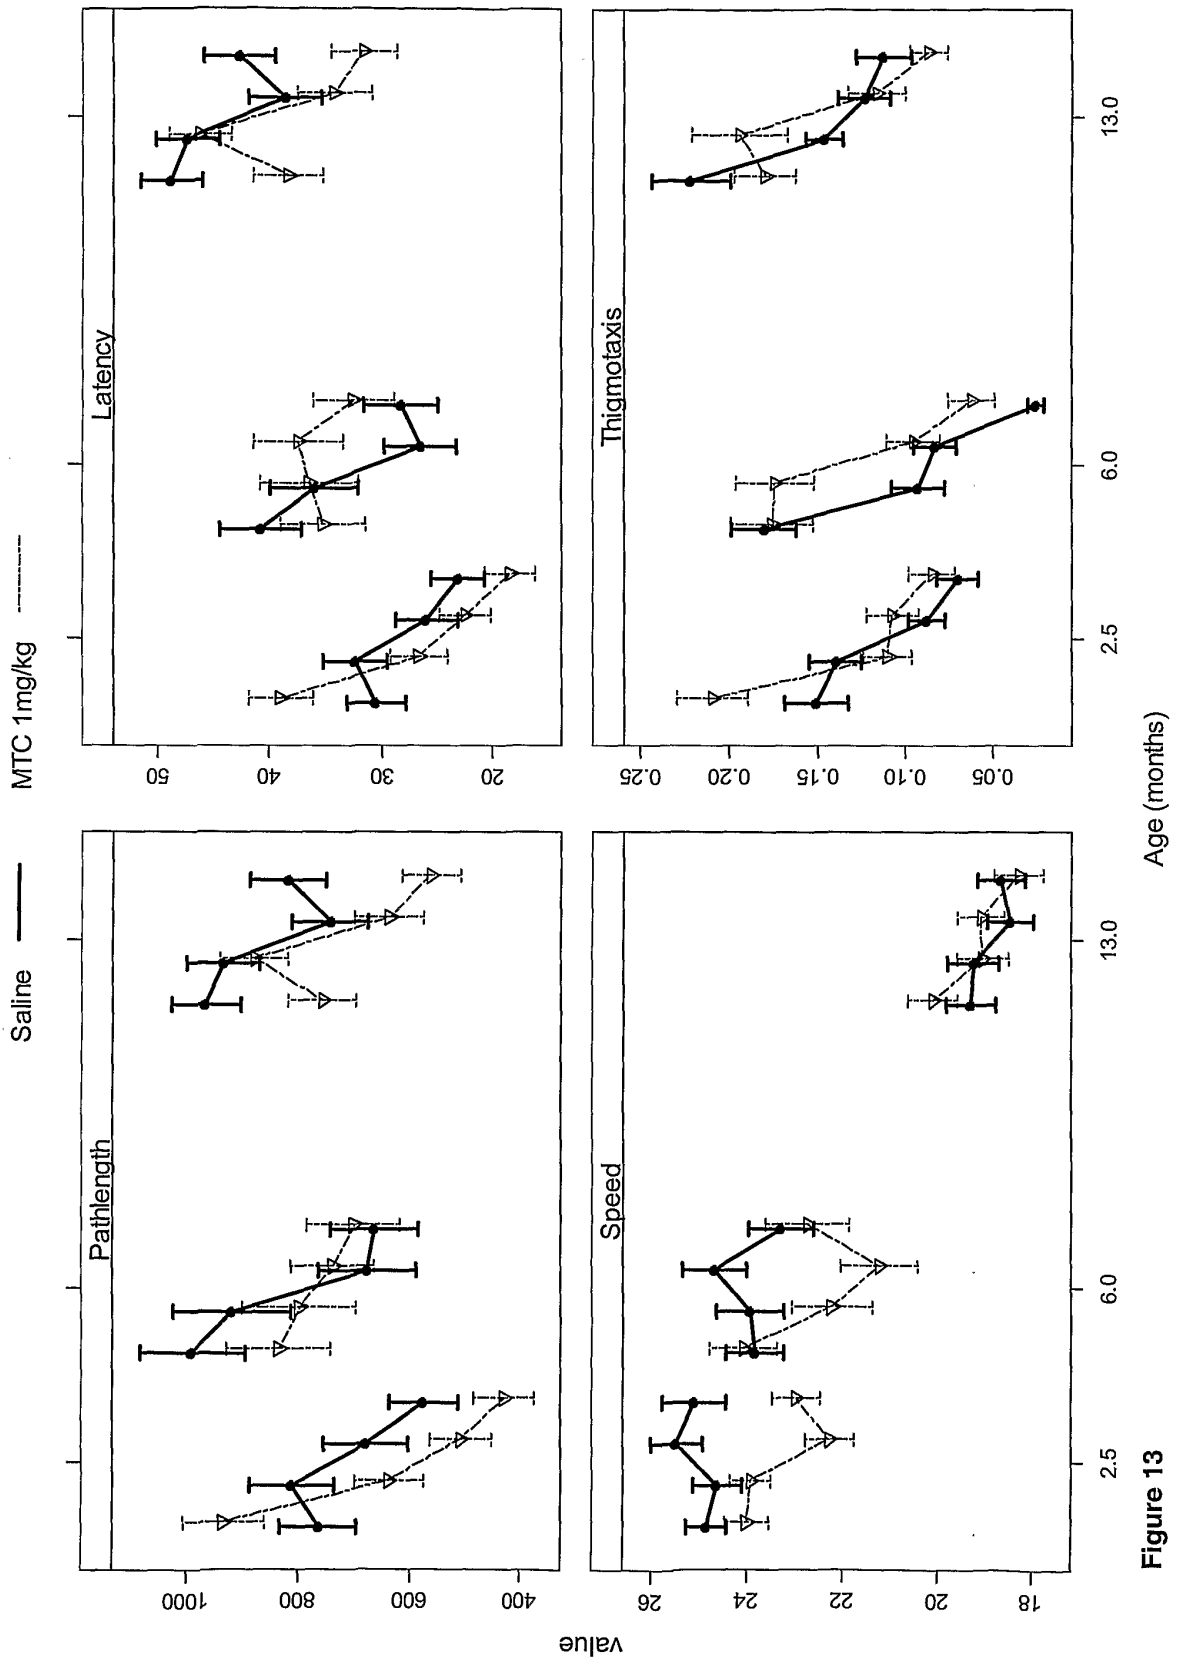 Saline MTC 1mg/kg
Pathlength
Latency
1000
800
600
400
50
40
30
20
value
Speed
Thigmotaxis
26
24
22
20
18
0.25
0.20
0.15
0.10
0.05
2.5 6.0 13.0
2.5 6.0 13.0
Age (months)
Figure 13